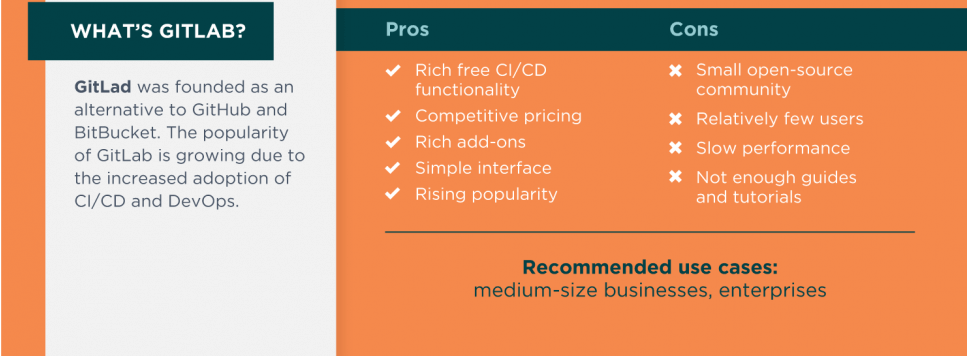 WHAT'S GITLAB?
GitLad was founded as an
alternative to GitHub and
BitBucket. The popularity
of GitLab is growing due to
the increased adoption of
CI/CD and DevOps.
Pros
Rich free CI/CD
functionality
Competitive pricing
Rich add-ons
Simple interface
Rising popularity
Cons
Small open-source
community
Relatively few users
Slow performance
Not enough guides
and tutorials
Recommended use cases:
medium-size businesses, enterprises